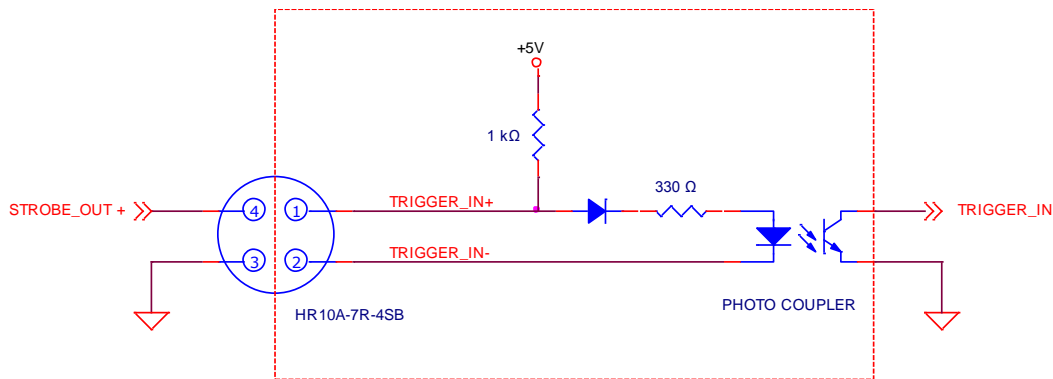 +5V
1 kΩ
330 Ω
STROBE_OUT +
4
1
TRIGGER_IN+
TRIGGER_IN
3
2
TRIGGER_IN-
HR10A-7R-4SB
PHOTO COUPLER